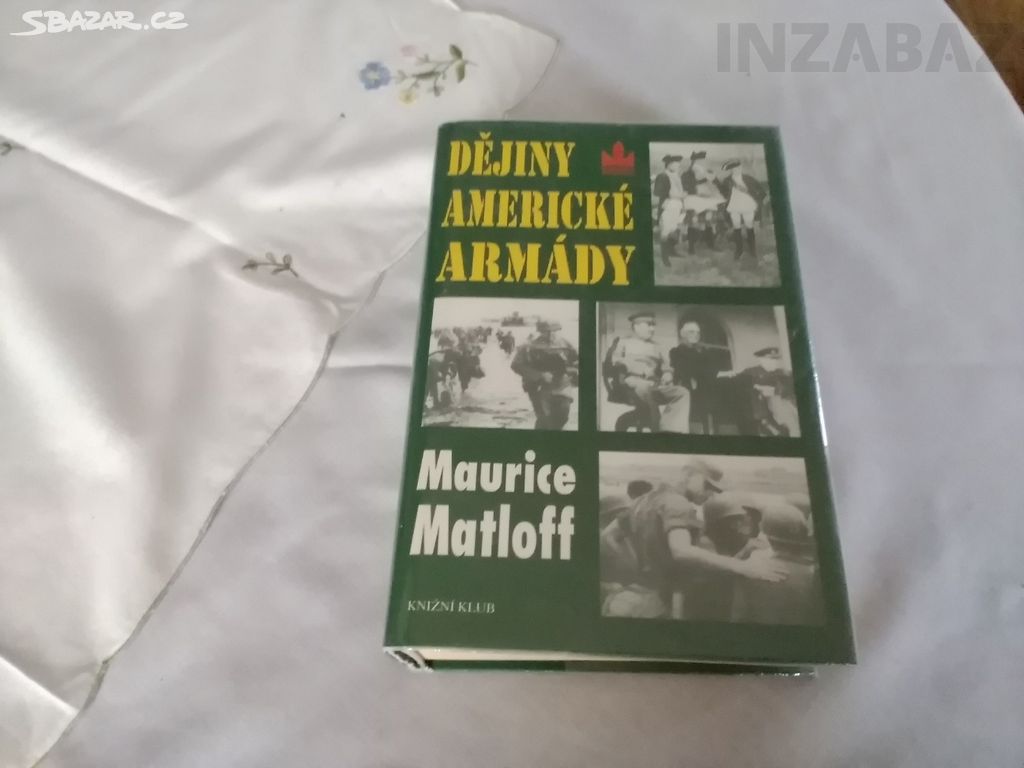 SBAZAR.CZ
INZABAZ
DĚJINY
AMERICKÉ
ARMÁDY
Maurice
Matloff
KNIŽNÍ KLUB